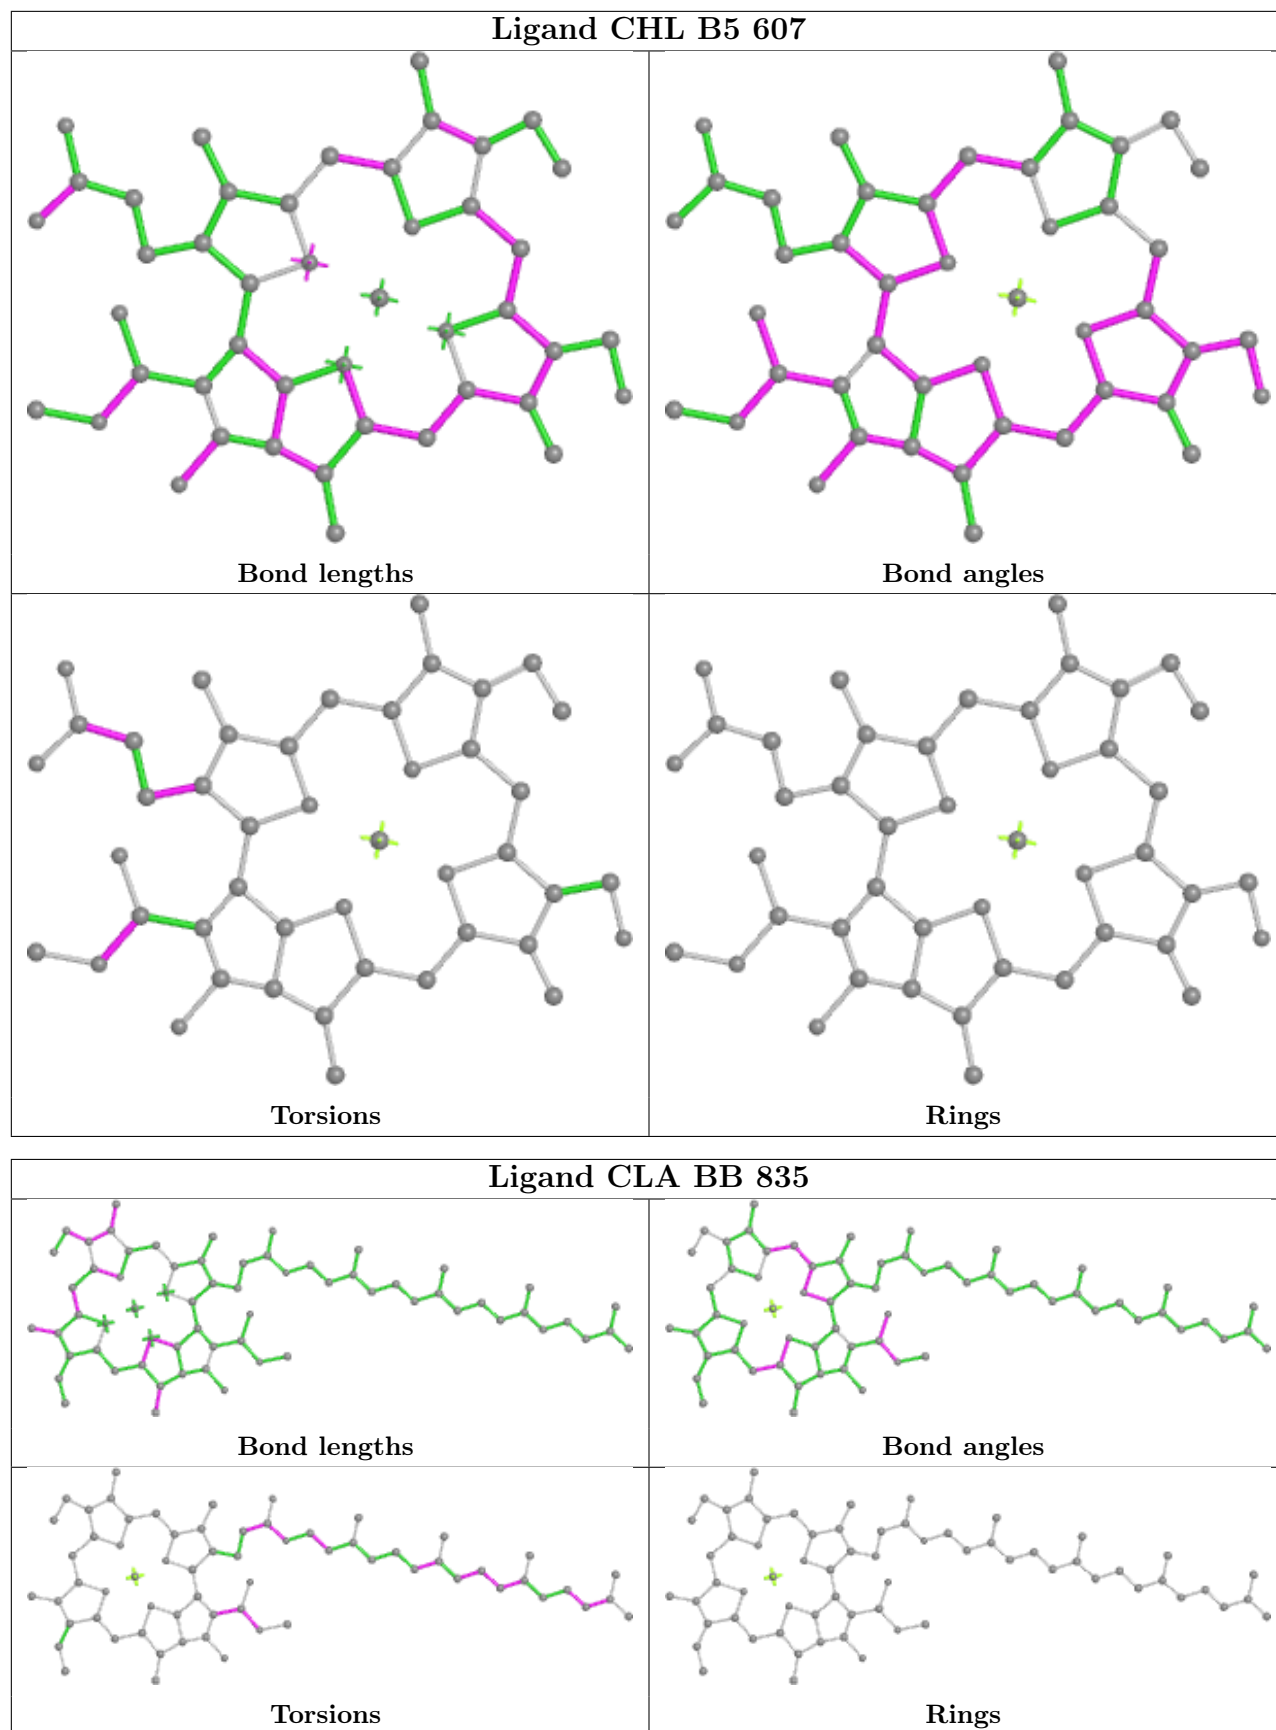 Ligand CHL B5 607
Bond lengths
Bond angles
Torsions
Rings
Ligand CLA BB 835
Bond lengths
Bond angles
Torsions
Rings